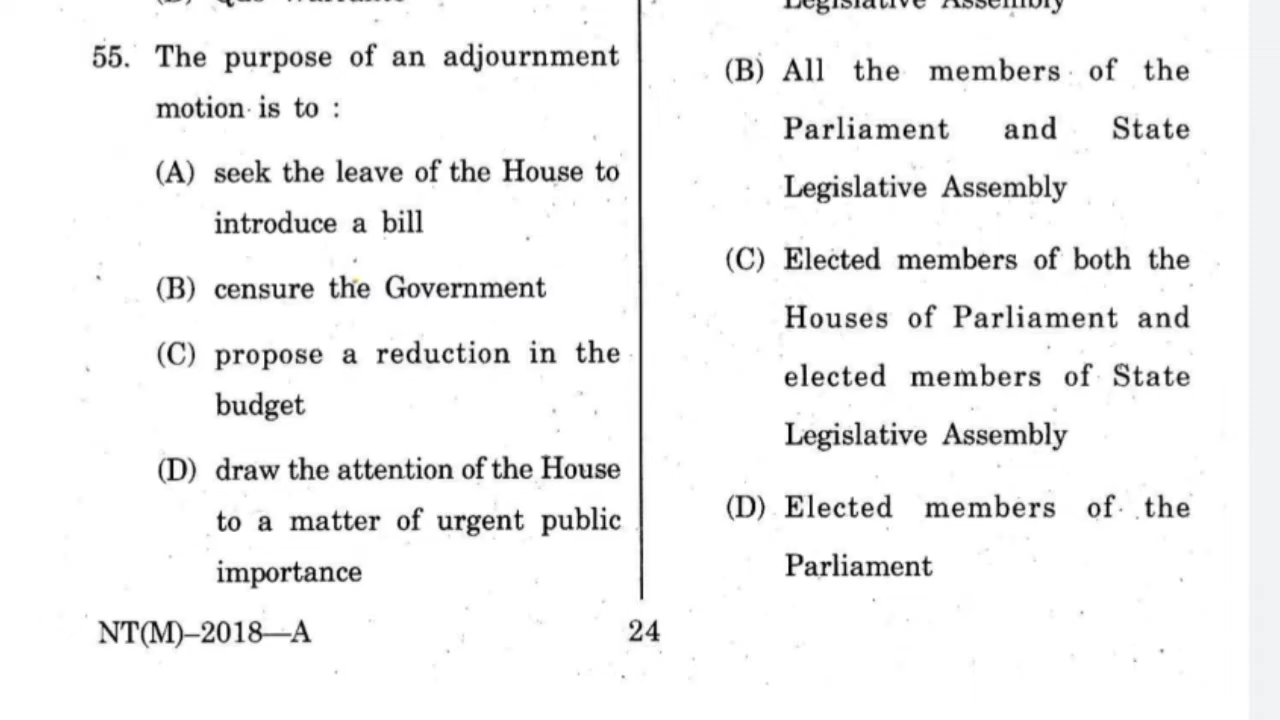 55. The purpose of an adjournment
motion is to :
(A) seek the leave of the House to
introduce a bill
(B) censure the Government
(C) propose a reduction in the
budget
(D) draw the attention of the House
to a matter of urgent public
importance
Legislative Assembly
(B) All the members of the
Parliament and State
Legislative Assembly
(C) Elected members of both the
Houses of Parliament and
elected members of State
Legislative Assembly
(D) Elected members of the
Parliament
NT(M)–2018—A 24